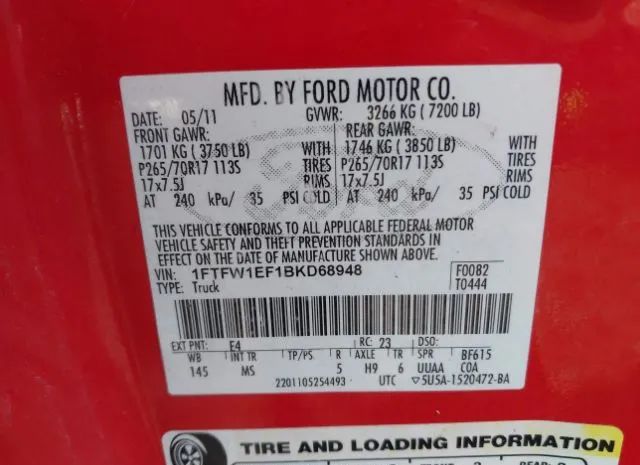 MFD. BY FORD MOTOR CO.
DATE: 05/11 GVWR: 3266 KG ( 7200 LB)
FRONT GAWR: REAR GAWR:
1701 KG ( 3750 LB) WITH 1746 KG ( 3850 LB) WITH
P265/70R17 113S TIRES P265/70R17 113S TIRES
17x7.5J RIMS 17x7.5J RIMS
AT 240 kPa/ 35 PSI COLD AT 240 kPa/ 35 PSI COLD
THIS VEHICLE CONFORMS TO ALL APPLICABLE FEDERAL MOTOR
VEHICLE SAFETY AND THEFT PREVENTION STANDARDS IN
EFFECT ON THE DATE OF MANUFACTURE SHOWN ABOVE.
VIN: 1FTFW1EF1BKD68948 F0082
TYPE: Truck T0444
EXT PNT: E4 RC: 23 DSO:
WB INT TR TP/PS R AXLE TR SPR BF615
145 MS 5 H9 6 UUAA COA
2201105254493 UTC ▽5U5A-1520472-BA
TIRE AND LOADING INFORMATION